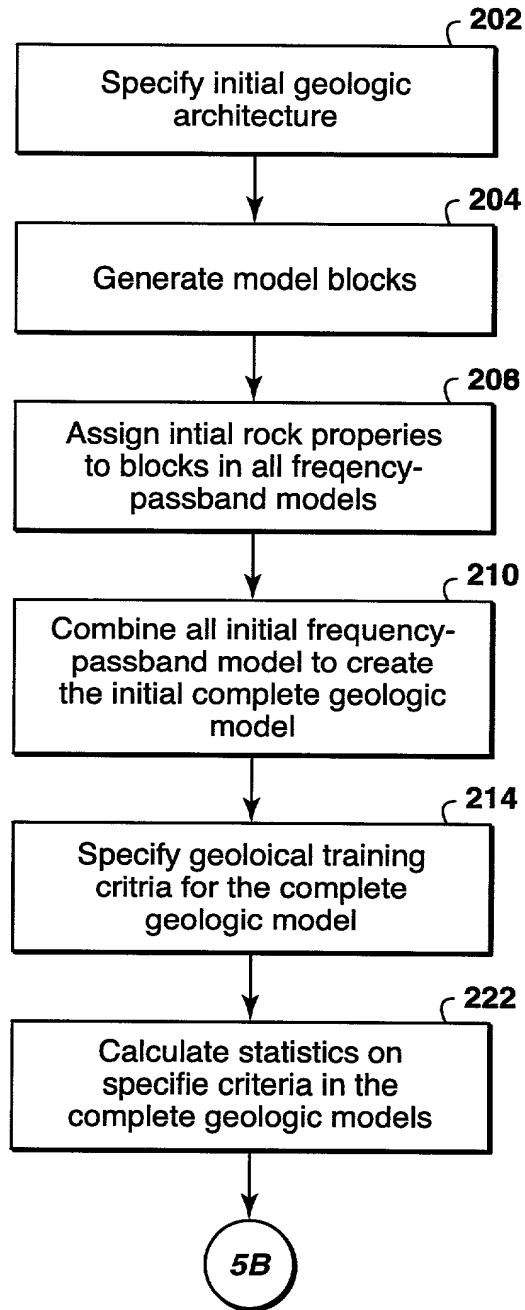 202
Specify initial geologic
architecture
204
Generate model blocks
208
Assign intial rock properies
to blocks in all freqency-
passband models
210
Combine all initial frequency-
passband model to create
the initial complete geologic
model
214
Specify geoloical training
critria for the complete
geologic model
222
Calculate statistics on
specifie criteria in the
complete geologic models
5B